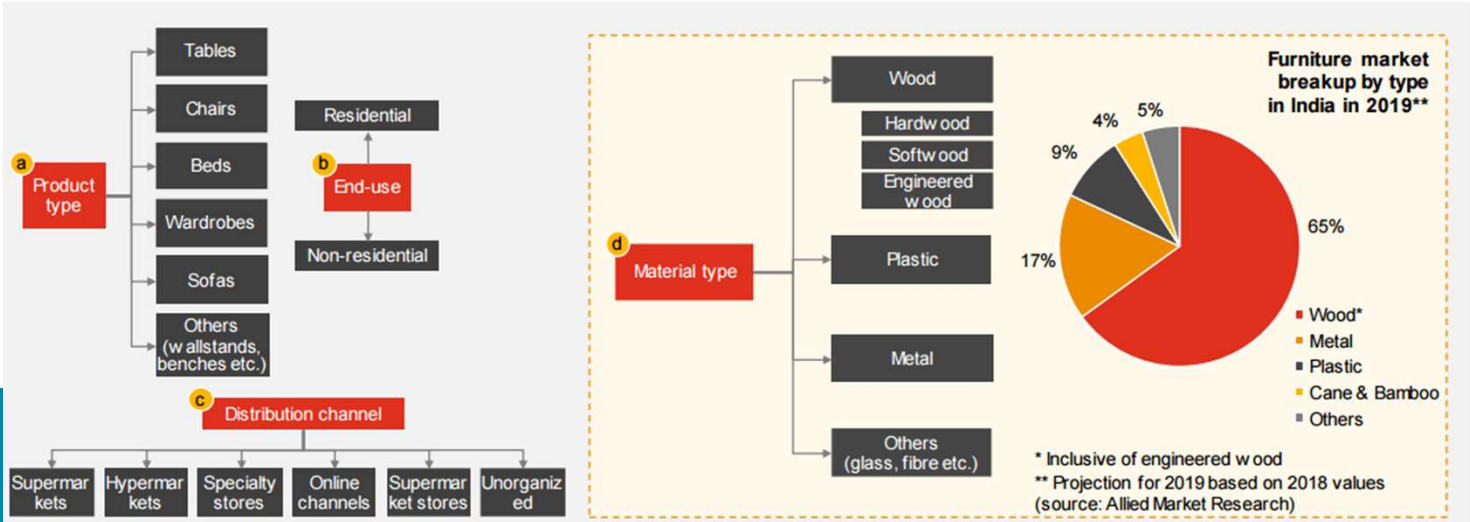 a
Product
type
Tables
Chairs
Beds
Wardrobes
Sofas
Others
(wallstands,
benches etc.)
Residential
b
End-use
Non-residential
c
Distribution channel
Supermar
kets
Hypermar
kets
Specialty
stores
Online
channels
Supermar
ket stores
Unorganiz
ed
d
Material type
Wood
Hardwood
Softwood
Engineered
wood
Plastic
Metal
Others
(glass, fibre etc.)
Furniture market
breakup by type
in India in 2019**
5%
4%
9%
17%
65%
Wood*
Metal
Plastic
Cane & Bamboo
Others
* Inclusive of engineered wood
** Projection for 2019 based on 2018 values
(source: Allied Market Research)